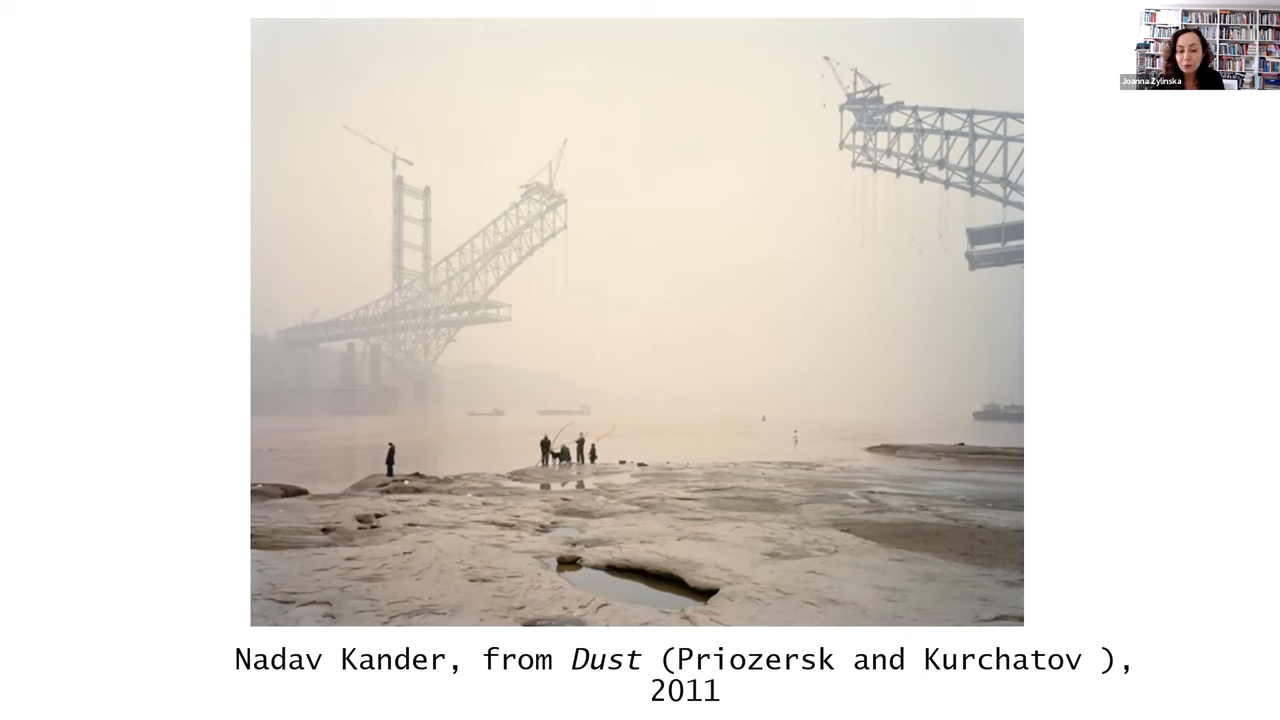 Joanna Zylinska
Nadav Kander, from Dust (Priozersk and Kurchatov ),
2011